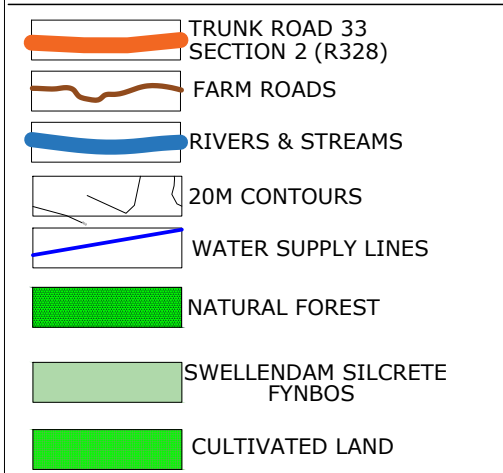 TRUNK ROAD 33
SECTION 2 (R328)
FARM ROADS
RIVERS & STREAMS
20M CONTOURS
WATER SUPPLY LINES
NATURAL FOREST
SWELLENDAM SILCRETE
FYNBOS
CULTIVATED LAND